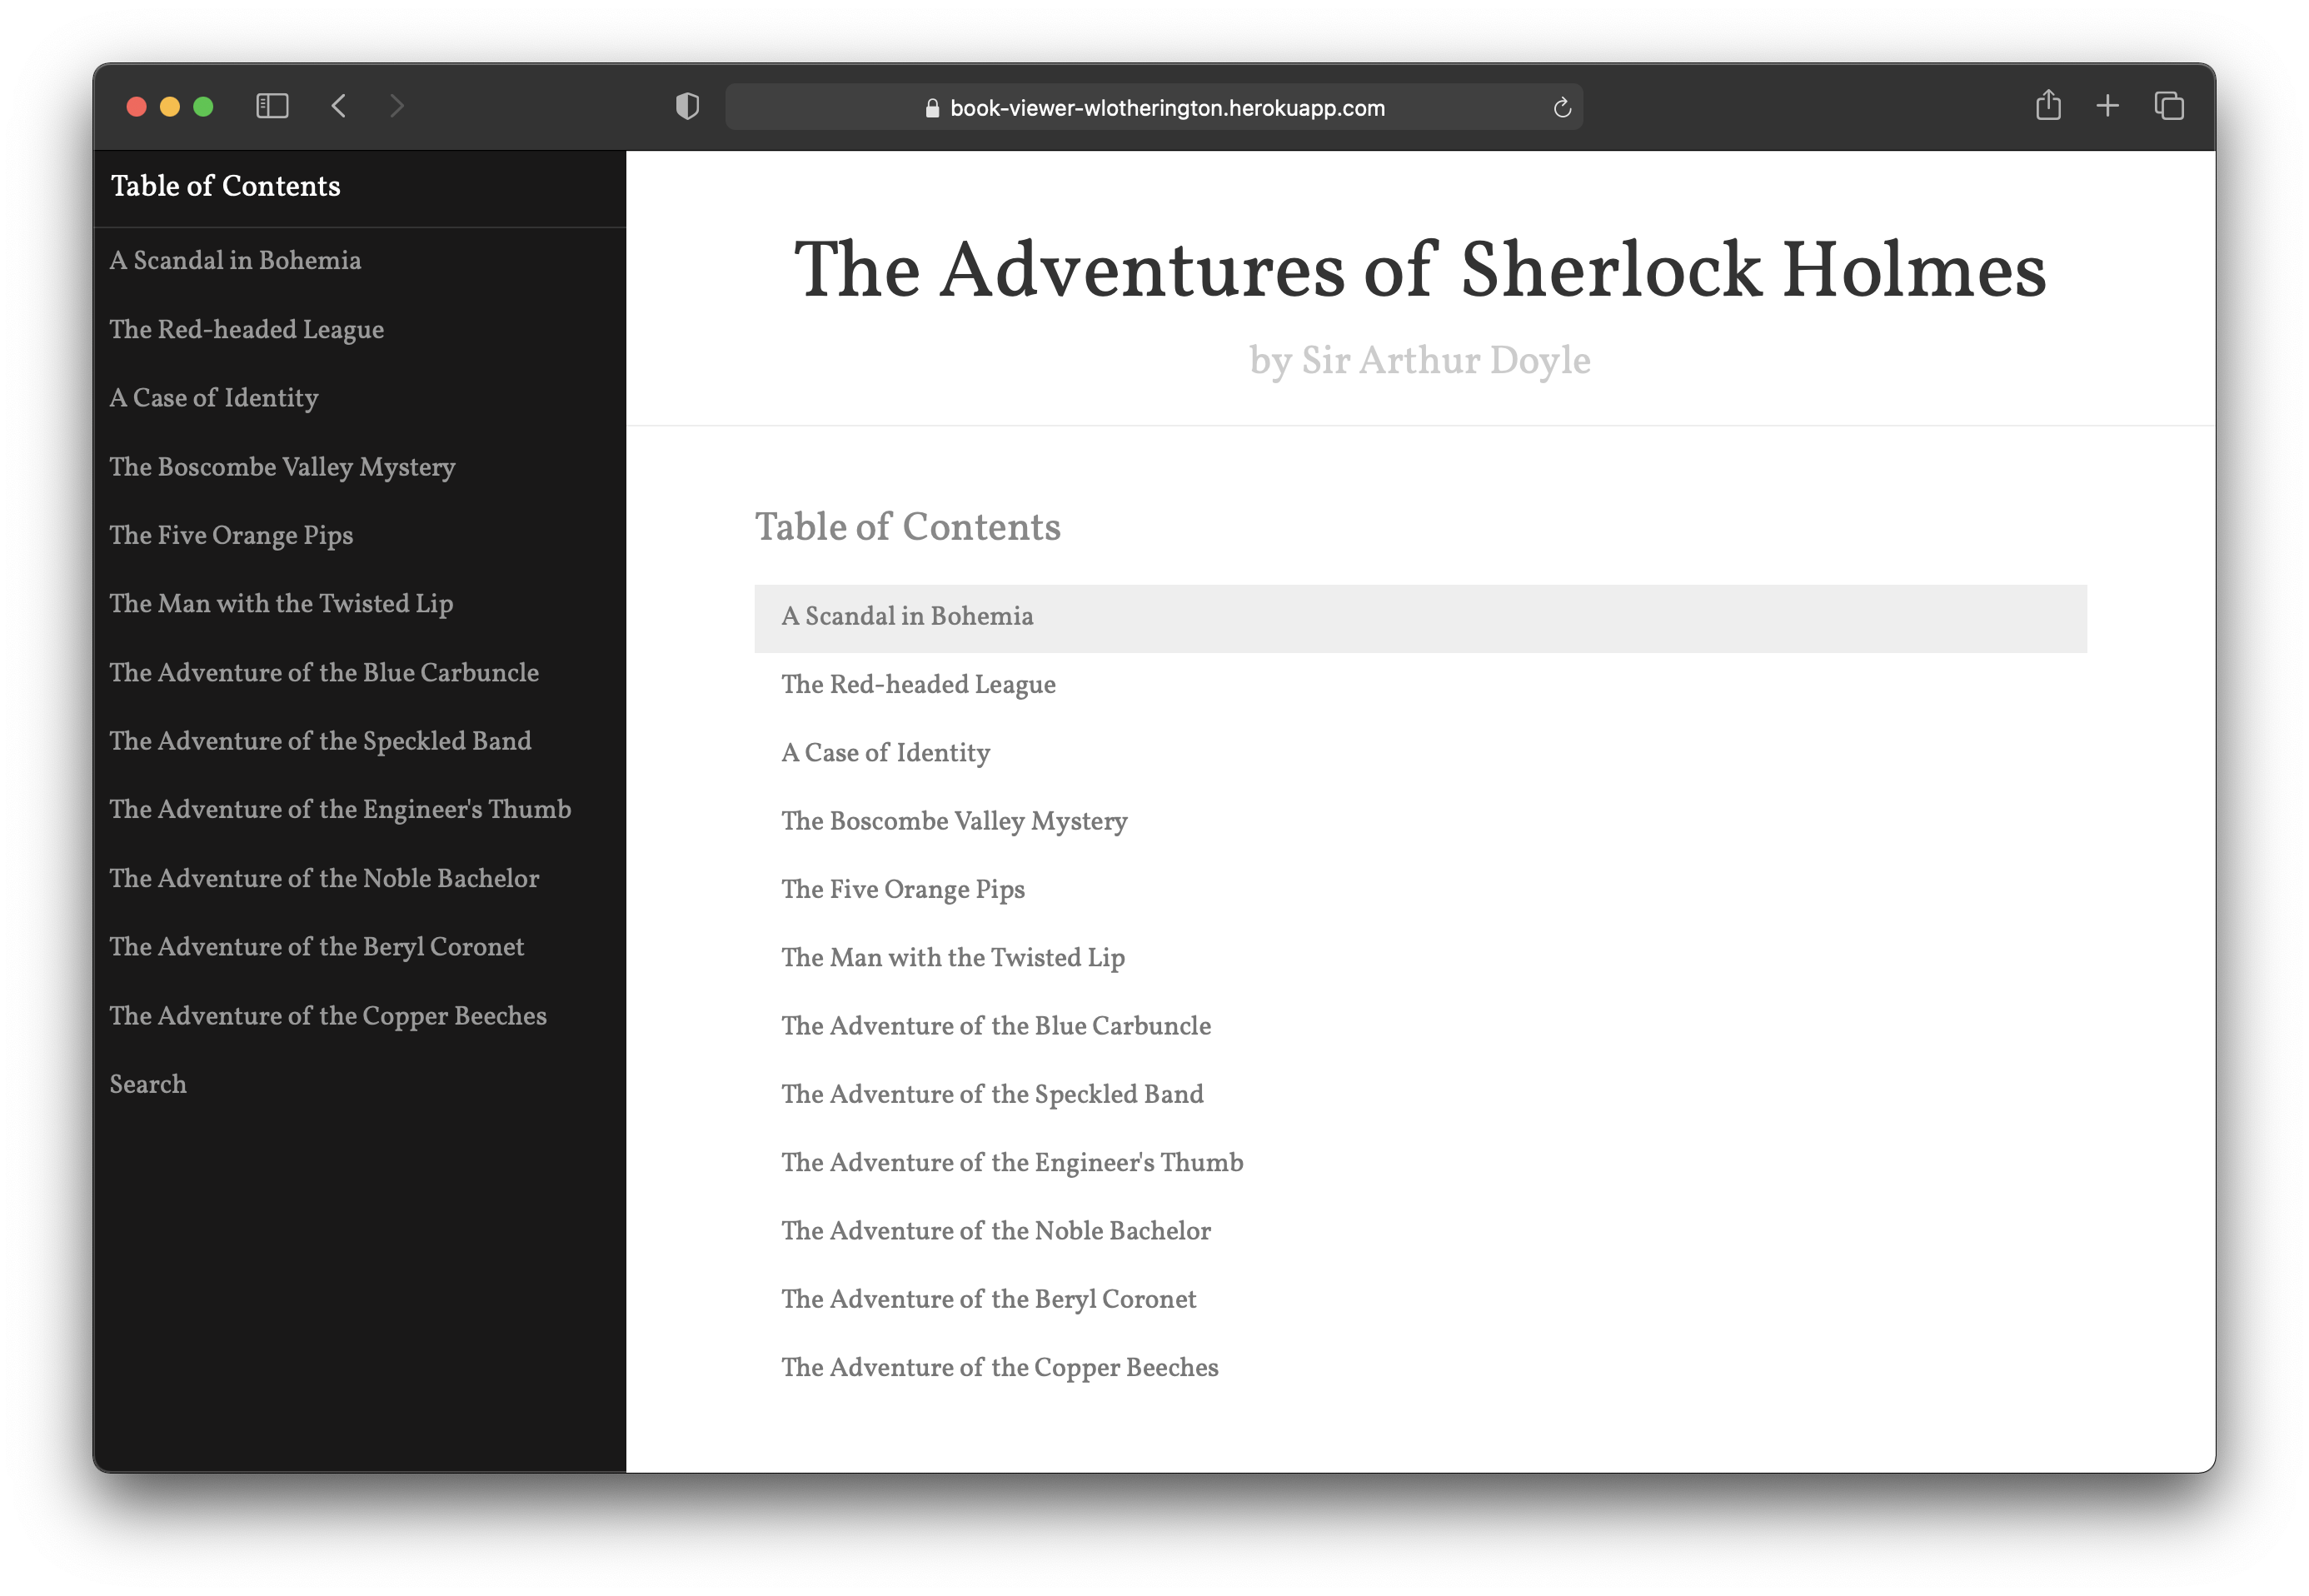 book-viewer-wlotherington.herokuapp.com
Table of Contents
A Scandal in Bohemia
The Red-headed League
A Case of Identity
The Boscombe Valley Mystery
The Five Orange Pips
The Man with the Twisted Lip
The Adventure of the Blue Carbuncle
The Adventure of the Speckled Band
The Adventure of the Engineer's Thumb
The Adventure of the Noble Bachelor
The Adventure of the Beryl Coronet
The Adventure of the Copper Beeches
Search
The Adventures of Sherlock Holmes
by Sir Arthur Doyle
Table of Contents
A Scandal in Bohemia
The Red-headed League
A Case of Identity
The Boscombe Valley Mystery
The Five Orange Pips
The Man with the Twisted Lip
The Adventure of the Blue Carbuncle
The Adventure of the Speckled Band
The Adventure of the Engineer's Thumb
The Adventure of the Noble Bachelor
The Adventure of the Beryl Coronet
The Adventure of the Copper Beeches